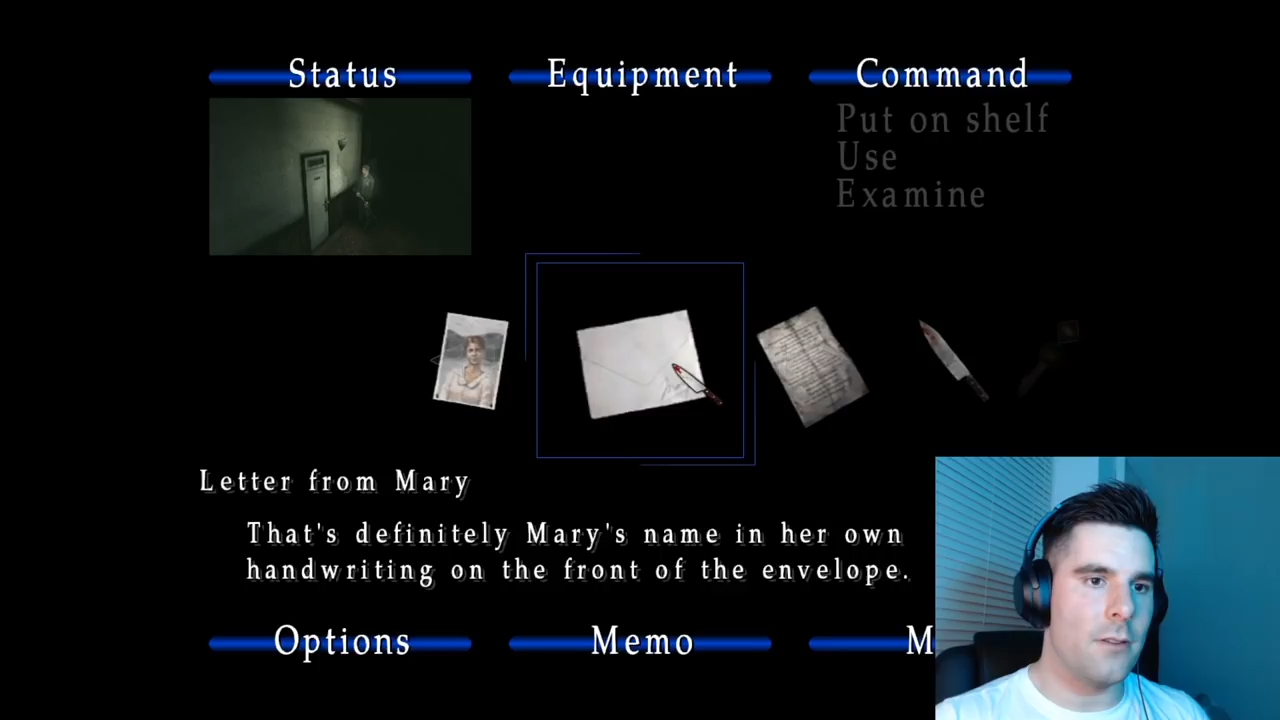 Status
Equipment
Command
Put on shelf
Use
Examine
Letter from Mary
That's definitely Mary's name in her own
handwriting on the front of the envelope.
Options
Memo
M